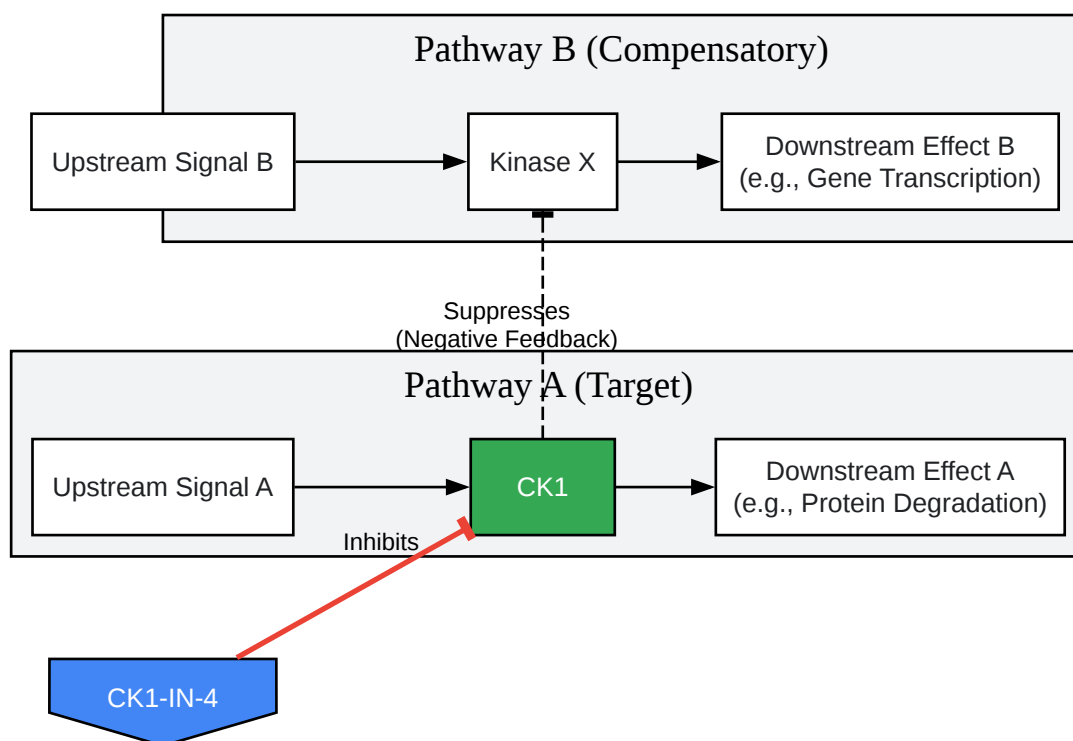 Pathway B (Compensatory)
Upstream Signal B
Kinase X
Downstream Effect B
(e.g., Gene Transcription)
Suppresses
(Negative Feedback)
Pathway A (Target)
Upstream Signal A
CK1
Downstream Effect A
(e.g., Protein Degradation)
Inhibits
CK1-IN-4